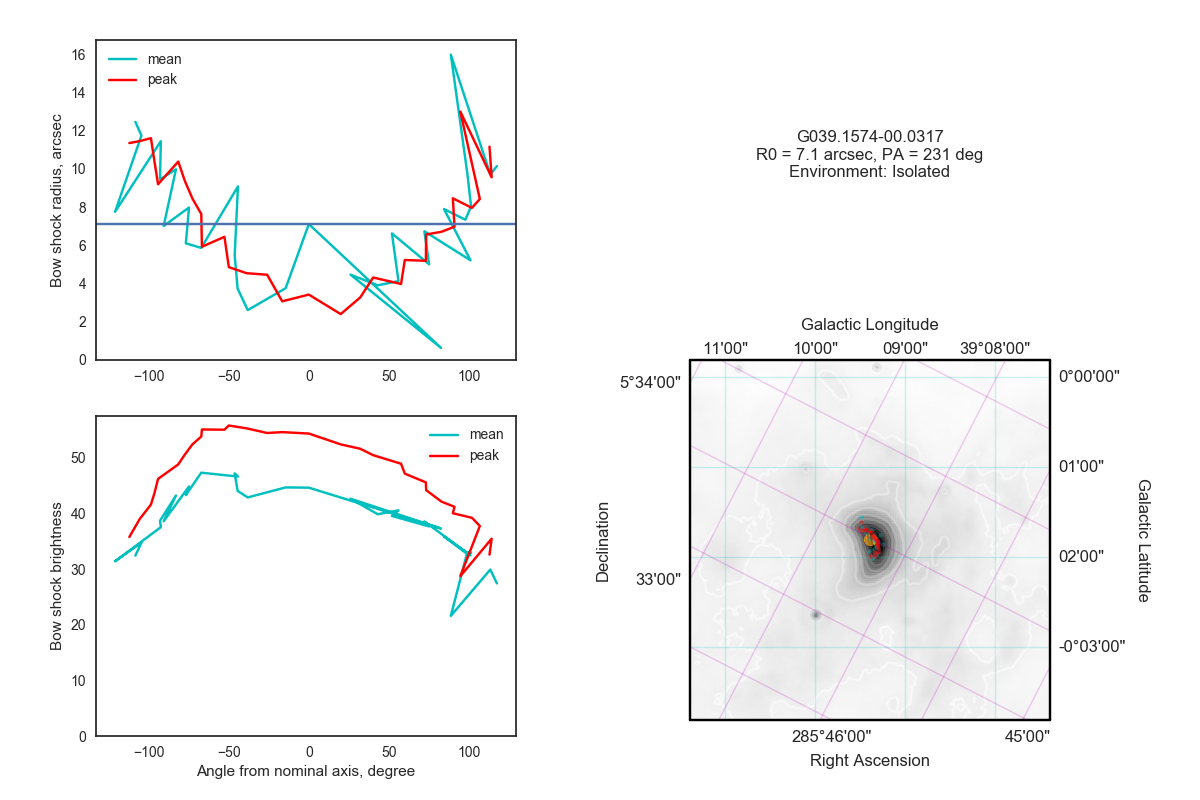 mean
peak
16
14
12
10
8
6
4
2
0
Bow shock radius, arcsec
−100
−50
0
50
100
mean
peak
50
40
30
20
10
0
Bow shock brightness
−100
−50
0
50
100
Angle from nominal axis, degree
G039.1574-00.0317
R0 = 7.1 arcsec, PA = 231 deg
Environment: Isolated
Galactic Longitude
11'00"
10'00"
09'00"
39°08'00"
5°34'00"
33'00"
Declination
0°00'00"
01'00"
02'00"
-0°03'00"
Galactic Latitude
285°46'00"
45'00"
Right Ascension